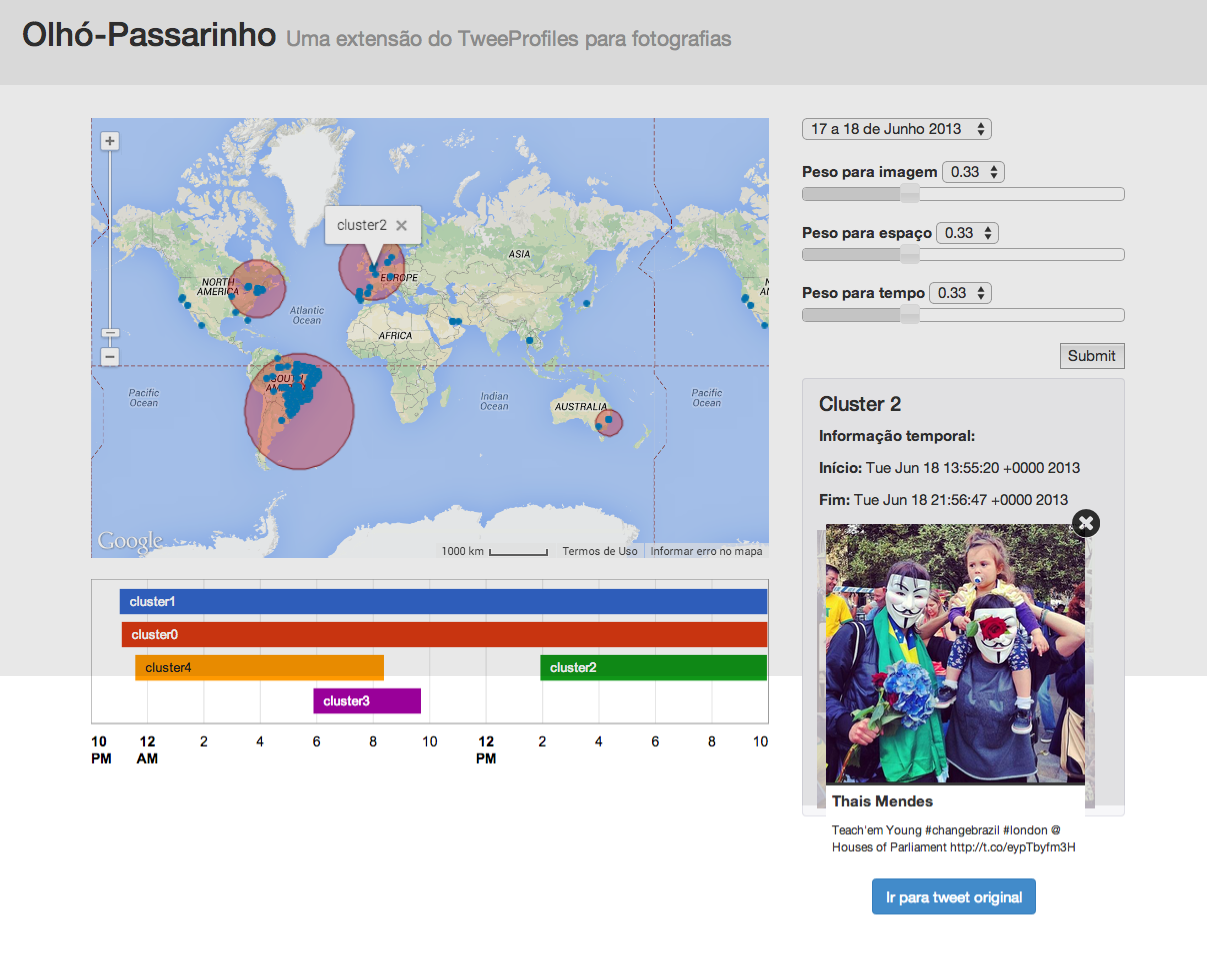 Olhó-Passarinho Uma extensão do TweeProfiles para fotografias
17 a 18 de Junho 2013
Peso para imagem 0.33
Peso para espaço 0.33
Peso para tempo 0.33
Submit
cluster2
NORTH
AMERICA
Atlantic
Ocean
EUROPE
ASIA
AFRICA
SOUTH
AMERICA
Pacific
Ocean
Indian
Ocean
AUSTRALIA
Pacific
Ocean
NORTH
AMERICA
Google
1000 km
Termos de Uso
Informar erro no mapa
cluster1
cluster0
cluster4
cluster2
cluster3
10 12 2 4 6 8 10 12 2 4 6 8 10
PM AM PM
Cluster 2
Informação temporal:
Início: Tue Jun 18 13:55:20 +0000 2013
Fim: Tue Jun 18 21:56:47 +0000 2013
Thais Mendes
Teach'em Young #changebrazil #london @
Houses of Parliament http://t.co/eypTbyfm3H
Ir para tweet original